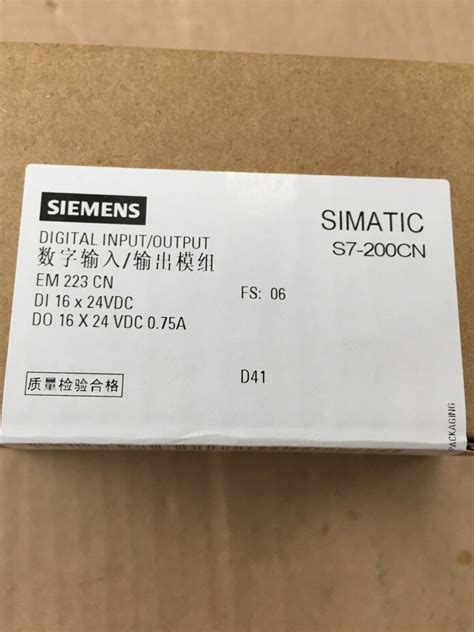 SIEMENS
SIMATIC
S7-200CN
DIGITAL INPUT/OUTPUT
数字输入/输出模组
EM 223 CN
DI 16 x 24VDC
DO 16 X 24 VDC 0.75A
FS: 06
D41
质量检验合格
PACKAGING